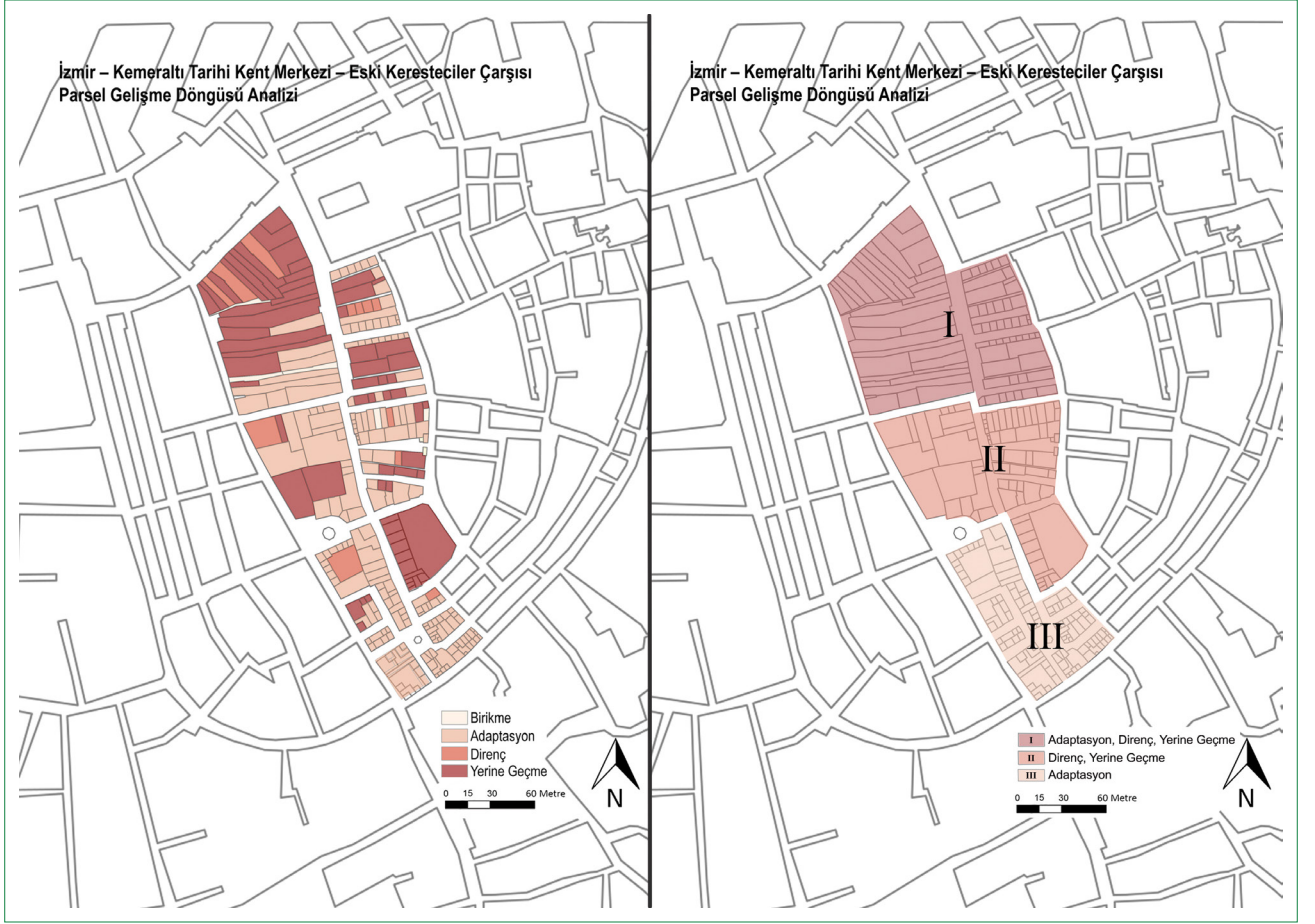 İzmir – Kemeraltı Tarihi Kent Merkezi – Eski Keresteciler Çarşısı
Parsel Gelişme Döngüsü Analizi
Birikme
Adaptasyon
Direnç
Yerine Geçme
0 15 30 60 Metre
N
İzmir – Kemeraltı Tarihi Kent Merkezi – Eski Keresteciler Çarşısı
Parsel Gelişme Döngüsü Analizi
I
II
III
I Adaptasyon, Direnç, Yerine Geçme
II Direnç, Yerine Geçme
III Adaptasyon
0 15 30 60 Metre
N